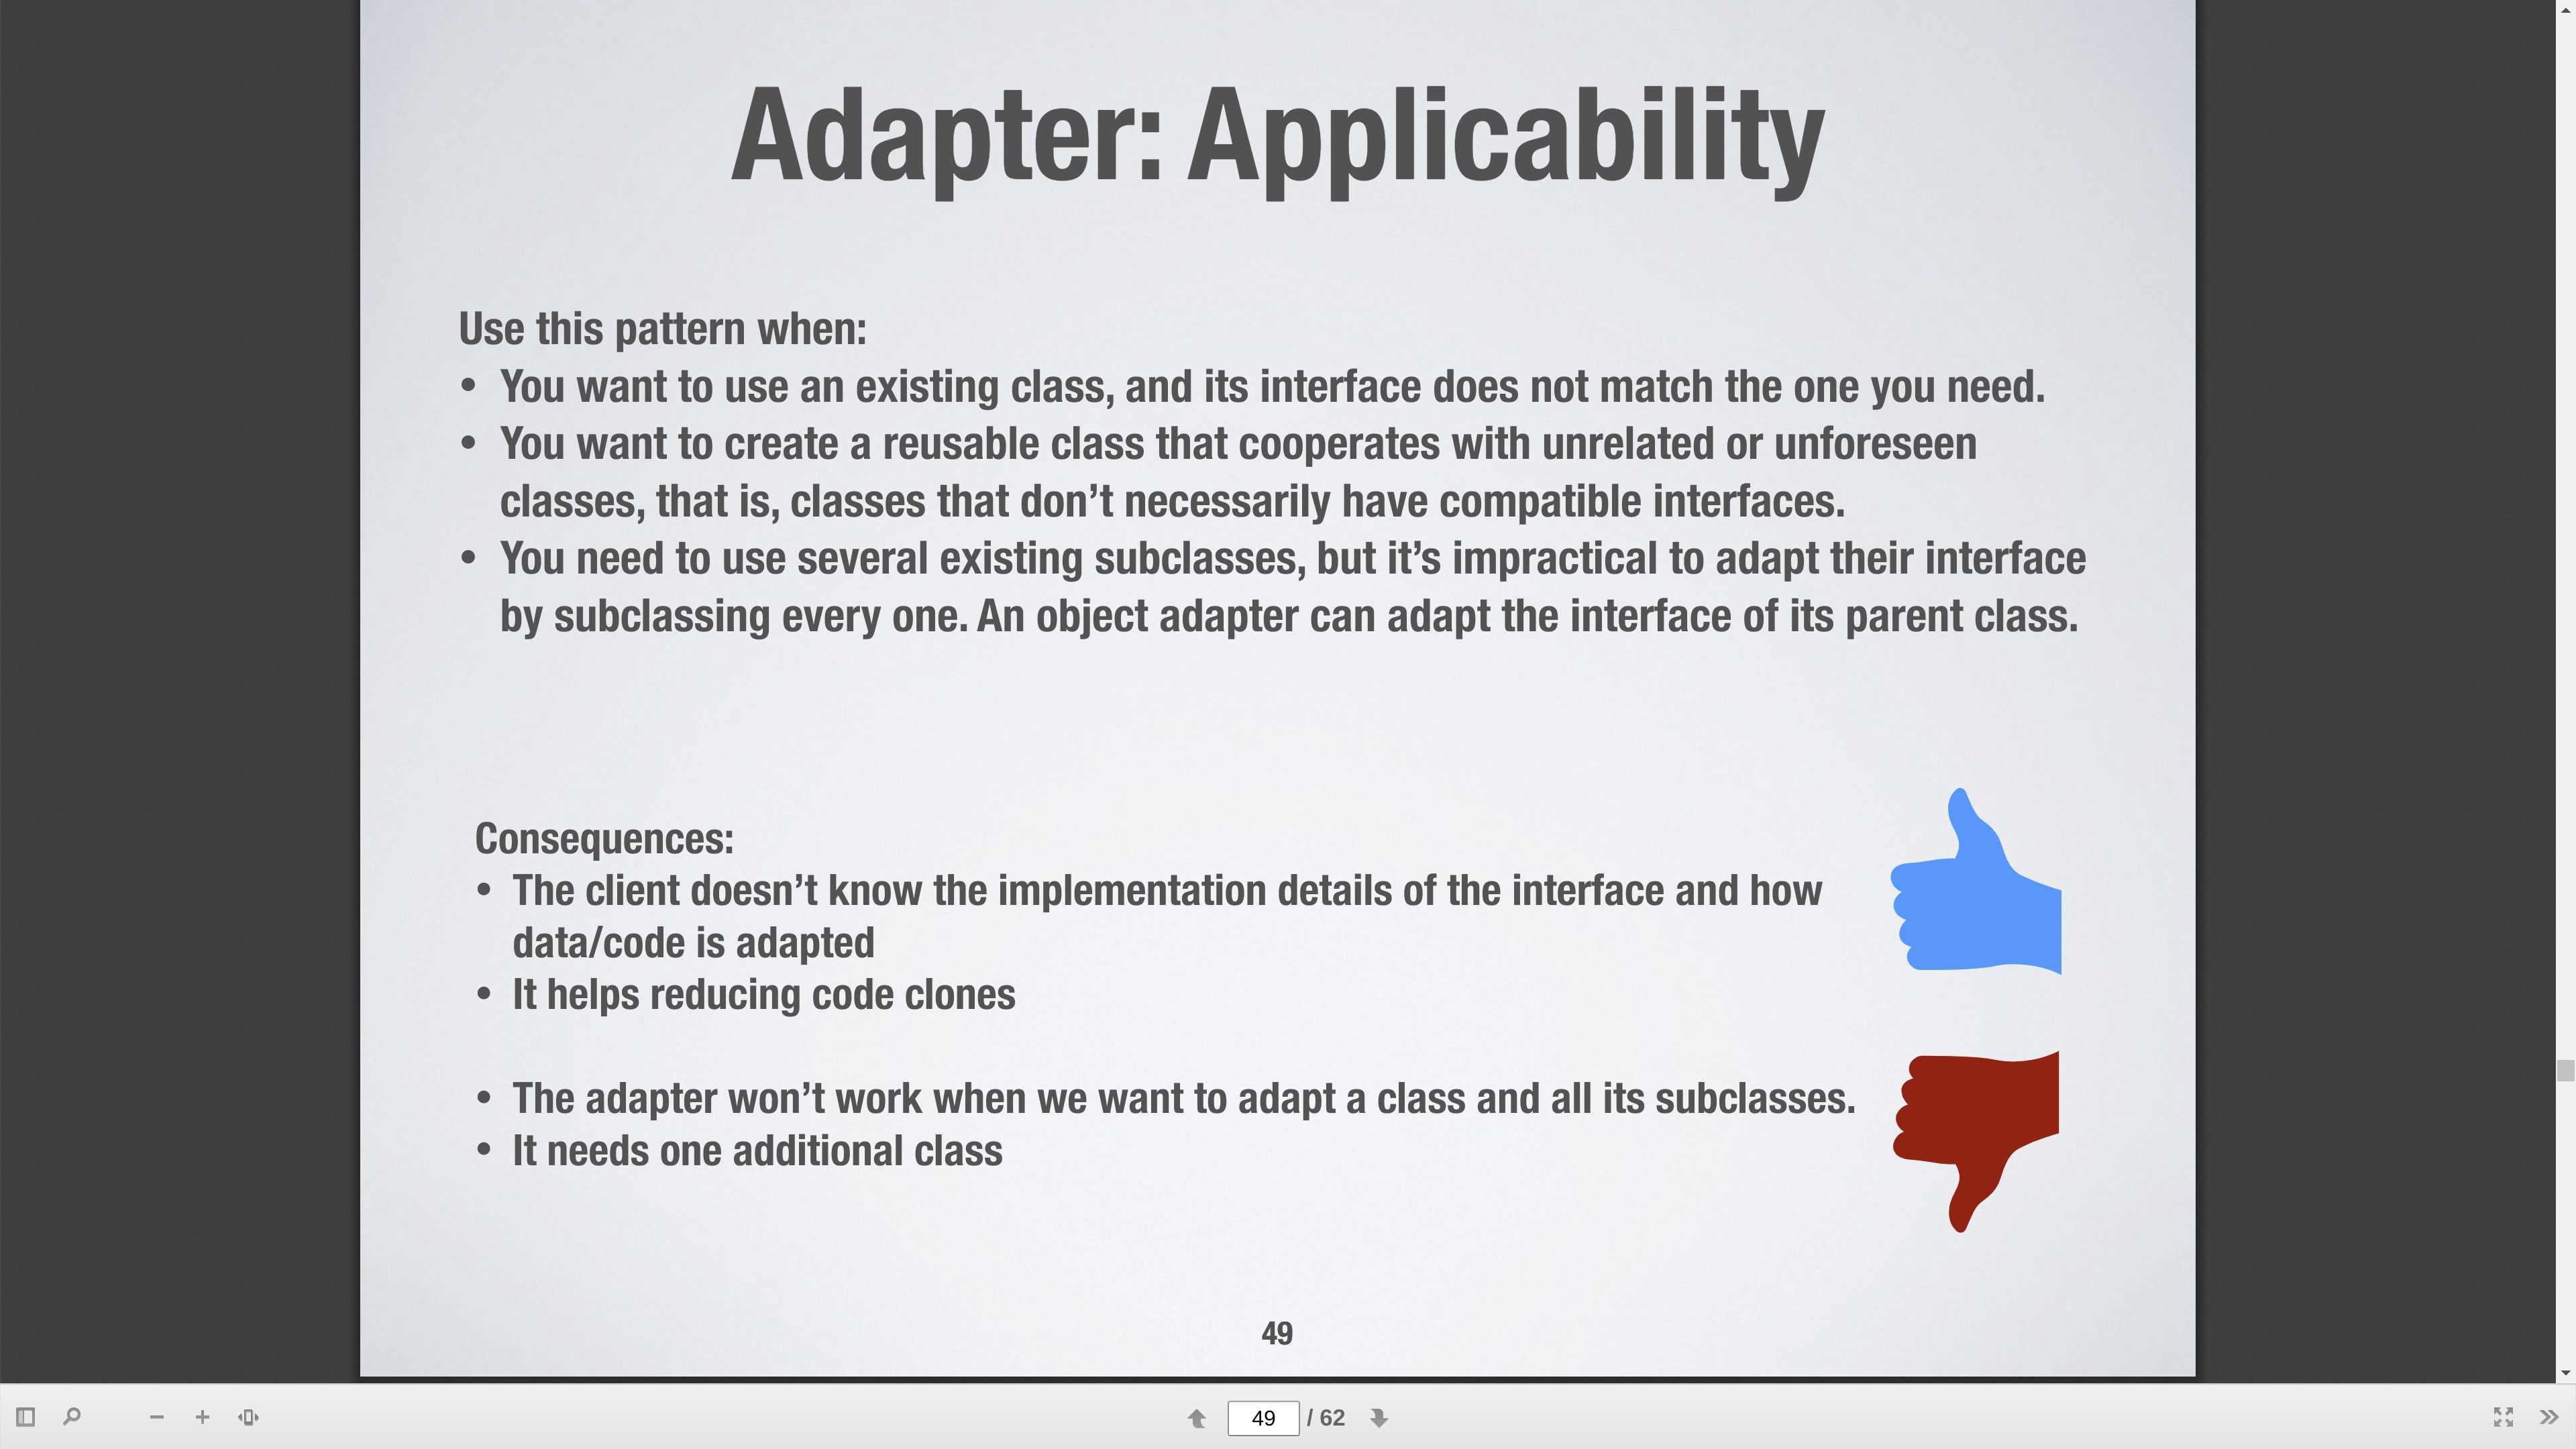 Adapter: Applicability
Use this pattern when:
• You want to use an existing class, and its interface does not match the one you need.
• You want to create a reusable class that cooperates with unrelated or unforeseen
classes, that is, classes that don’t necessarily have compatible interfaces.
• You need to use several existing subclasses, but it’s impractical to adapt their interface
by subclassing every one. An object adapter can adapt the interface of its parent class.
Consequences:
• The client doesn’t know the implementation details of the interface and how
data/code is adapted
• It helps reducing code clones
• The adapter won’t work when we want to adapt a class and all its subclasses.
• It needs one additional class
49
49 / 62